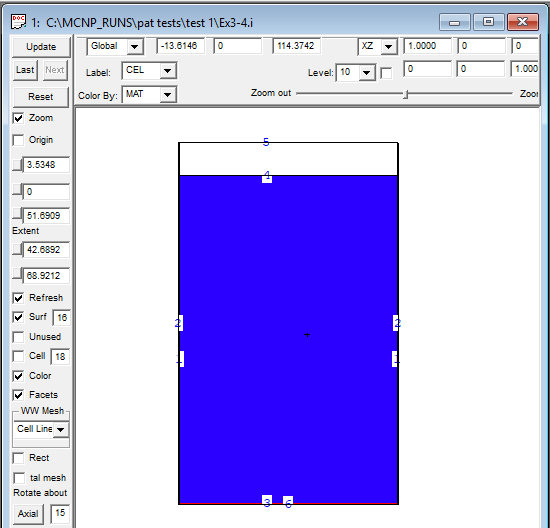 1: C:\MCNP_RUNS\pat tests\test 1\Ex3-4.i
Update
Global -13.6146 0 114.3742 XZ 1.0000 0 0
Last Next
Label: CEL Level: 10 0 0 1.000
Reset
Color By: MAT Zoom out Zoor
Zoom
Origin
3.5348
0
51.6909
Extent
42.6892
68.9212
Refresh
Surf 16
Unused
Cell 18
Color
Facets
WW Mesh
Cell Line
Rect
tal mesh
Rotate about
Axial 15
5
4
2 2
1 1
3 6